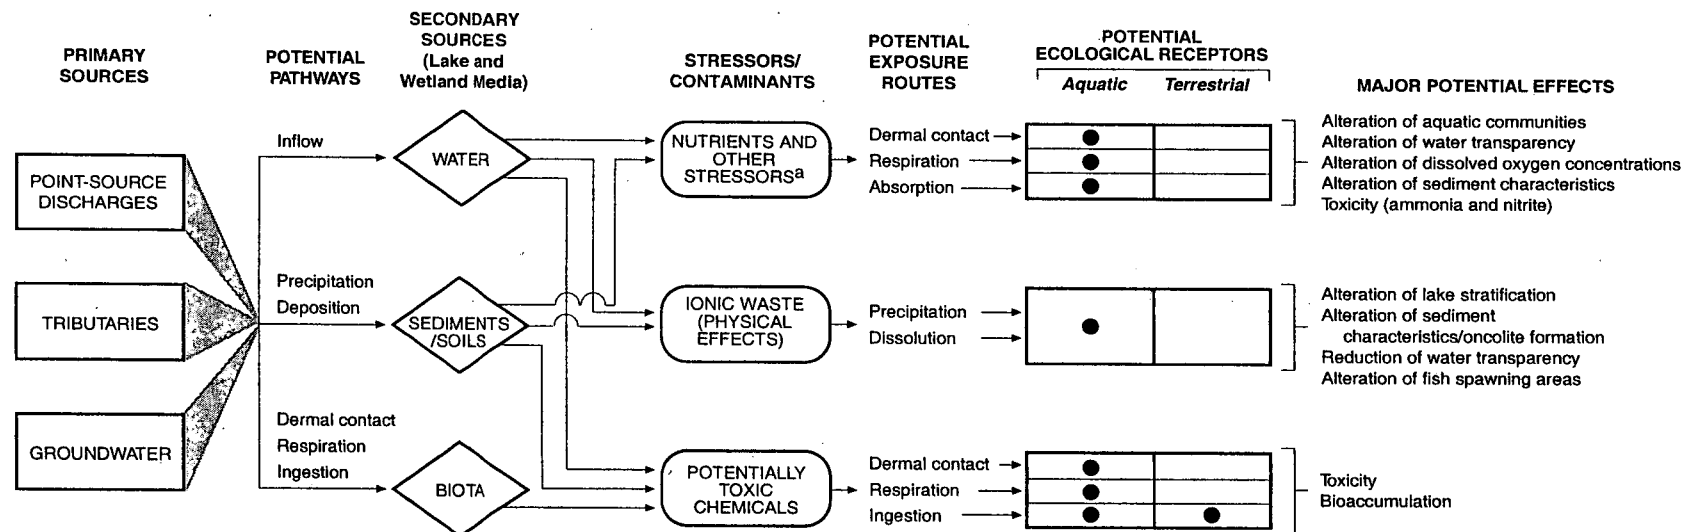 PRIMARY
SOURCES
POTENTIAL
PATHWAYS
SECONDARY
SOURCES
(Lake and
Wetland Media)
STRESSORS/
CONTAMINANTS
POTENTIAL
EXPOSURE
ROUTES
POTENTIAL
ECOLOGICAL RECEPTORS
Aquatic
Terrestrial
MAJOR POTENTIAL EFFECTS
POINT-SOURCE
DISCHARGES
TRIBUTARIES
GROUNDWATER
Inflow
Precipitation
Deposition
Dermal contact
Respiration
Ingestion
WATER
SEDIMENTS
/SOILS
BIOTA
NUTRIENTS AND
OTHER
STRESSORSa
Dermal contact
Respiration
Absorption
Alteration of aquatic communities
Alteration of water transparency
Alteration of dissolved oxygen concentrations
Alteration of sediment characteristics
Toxicity (ammonia and nitrite)
IONIC WASTE
(PHYSICAL
EFFECTS)
Precipitation
Dissolution
Alteration of lake stratification
Alteration of sediment
characteristics/oncolite formation
Reduction of water transparency
Alteration of fish spawning areas
POTENTIALLY
TOXIC
CHEMICALS
Dermal contact
Respiration
Ingestion
Toxicity
Bioaccumulation